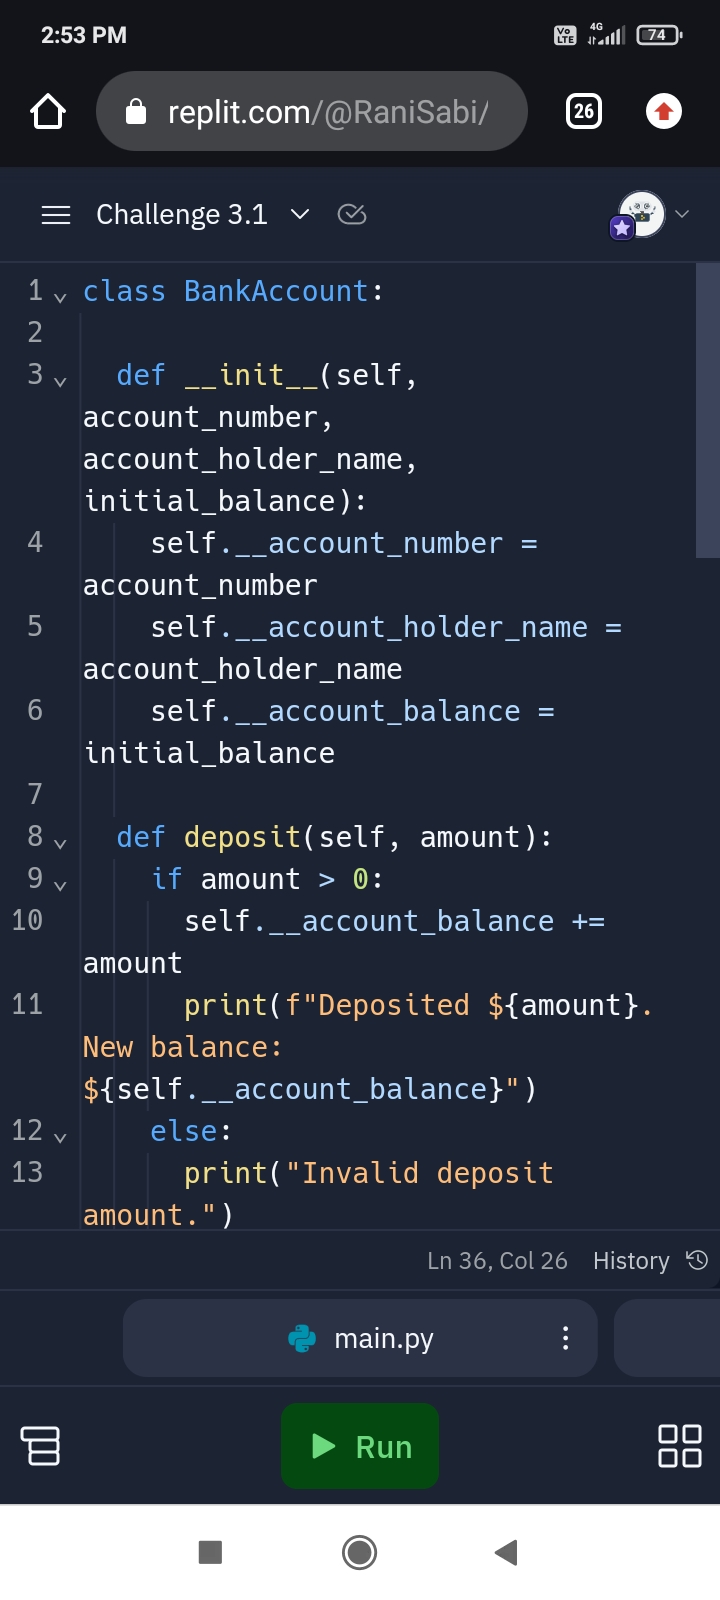 2:53 PM
Vo LTE 4G 74
replit.com/@RaniSabi/
26
Challenge 3.1
1 class BankAccount:
2
3 def __init__(self,
account_number,
account_holder_name,
initial_balance):
4 self.__account_number =
account_number
5 self.__account_holder_name =
account_holder_name
6 self.__account_balance =
initial_balance
7
8 def deposit(self, amount):
9 if amount > 0:
10 self.__account_balance +=
amount
11 print(f"Deposited ${amount}.
New balance:
${self.__account_balance}")
12 else:
13 print("Invalid deposit
amount.")
Ln 36, Col 26 History
main.py
Run